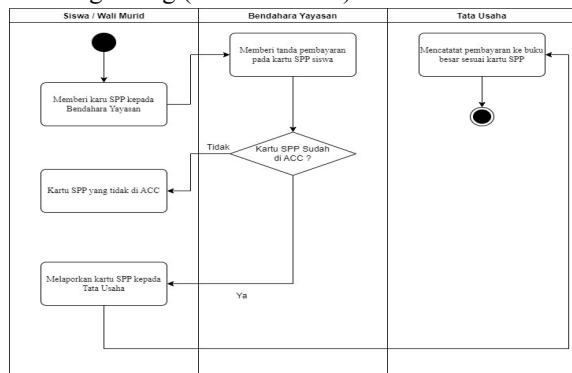 Siswa / Wali Murid
Bendahara Yayasan
Tata Usaha
Memberi karu SPP kepada
Bendahara Yayasan
Memberi tanda pembayaran
pada kartu SPP siswa
Mencatatat pembayaran ke buku
besar sesuai kartu SPP
Kartu SPP Sudah
di ACC ?
Tidak
Kartu SPP yang tidak di ACC
Ya
Melaporkan kartu SPP kepada
Tata Usaha